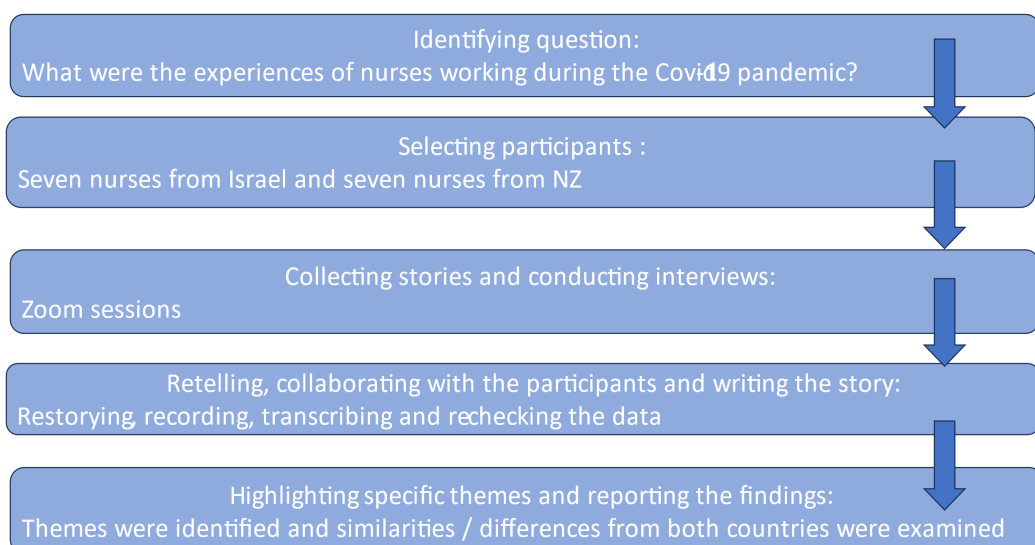 Identifying question:
What were the experiences of nurses working during the Covid-19 pandemic?
Selecting participants :
Seven nurses from Israel and seven nurses from NZ
Collecting stories and conducting interviews:
Zoom sessions
Retelling, collaborating with the participants and writing the story:
Restorying, recording, transcribing and rechecking the data
Highlighting specific themes and reporting the findings:
Themes were identified and similarities / differences from both countries were examined